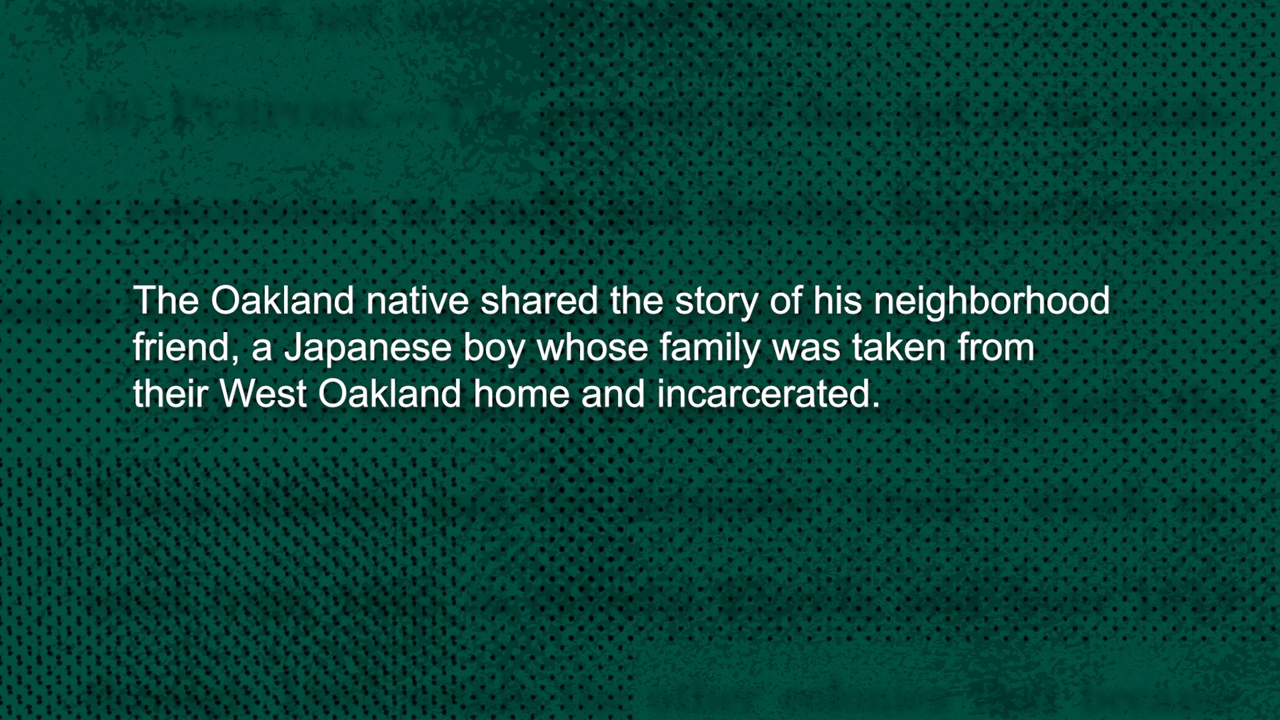 The Oakland native shared the story of his neighborhood
friend, a Japanese boy whose family was taken from
their West Oakland home and incarcerated.